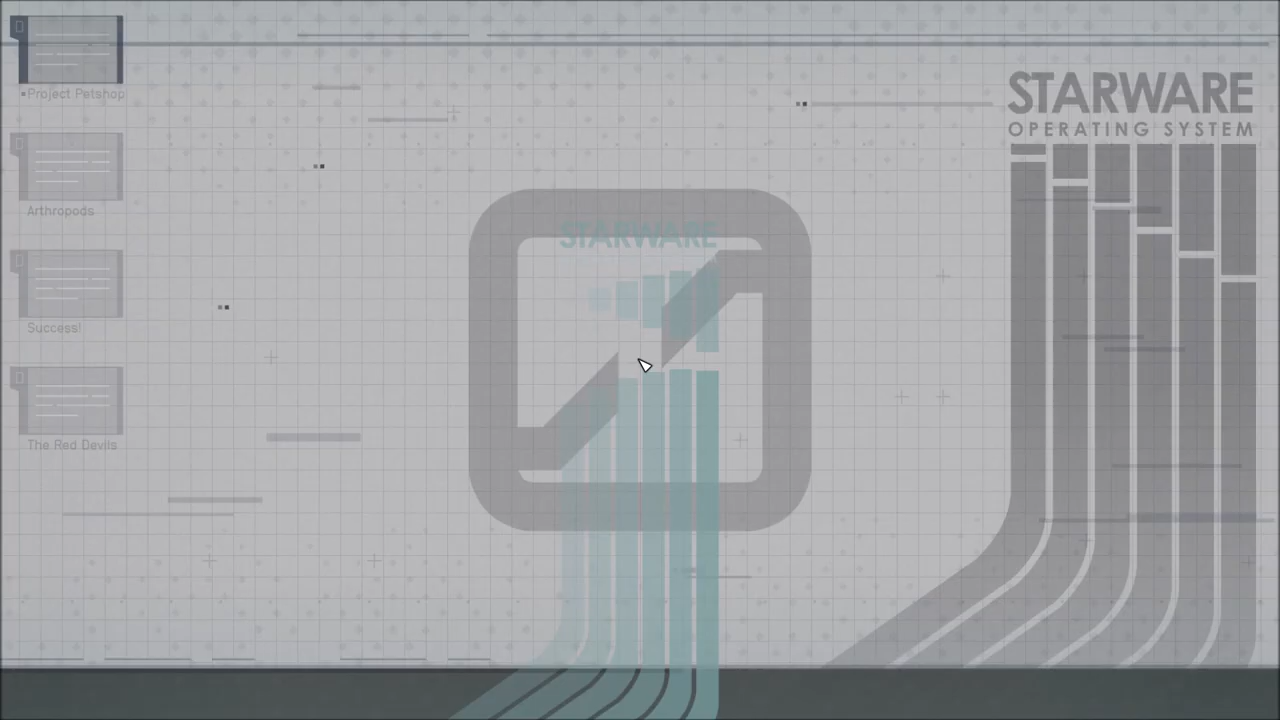 Project Petshop
Arthropods
Success!
The Red Devils
STARWARE
STARWARE
OPERATING SYSTEM